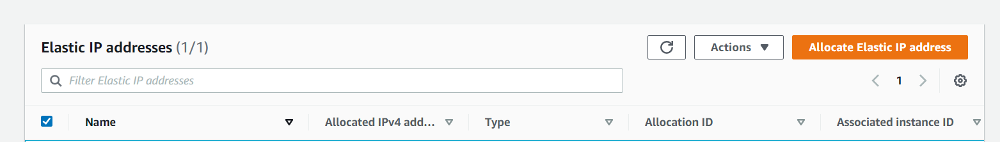 Elastic IP addresses (1/1)
Actions
Allocate Elastic IP address
Filter Elastic IP addresses
1
Name
Allocated IPv4 add...
Type
Allocation ID
Associated instance ID